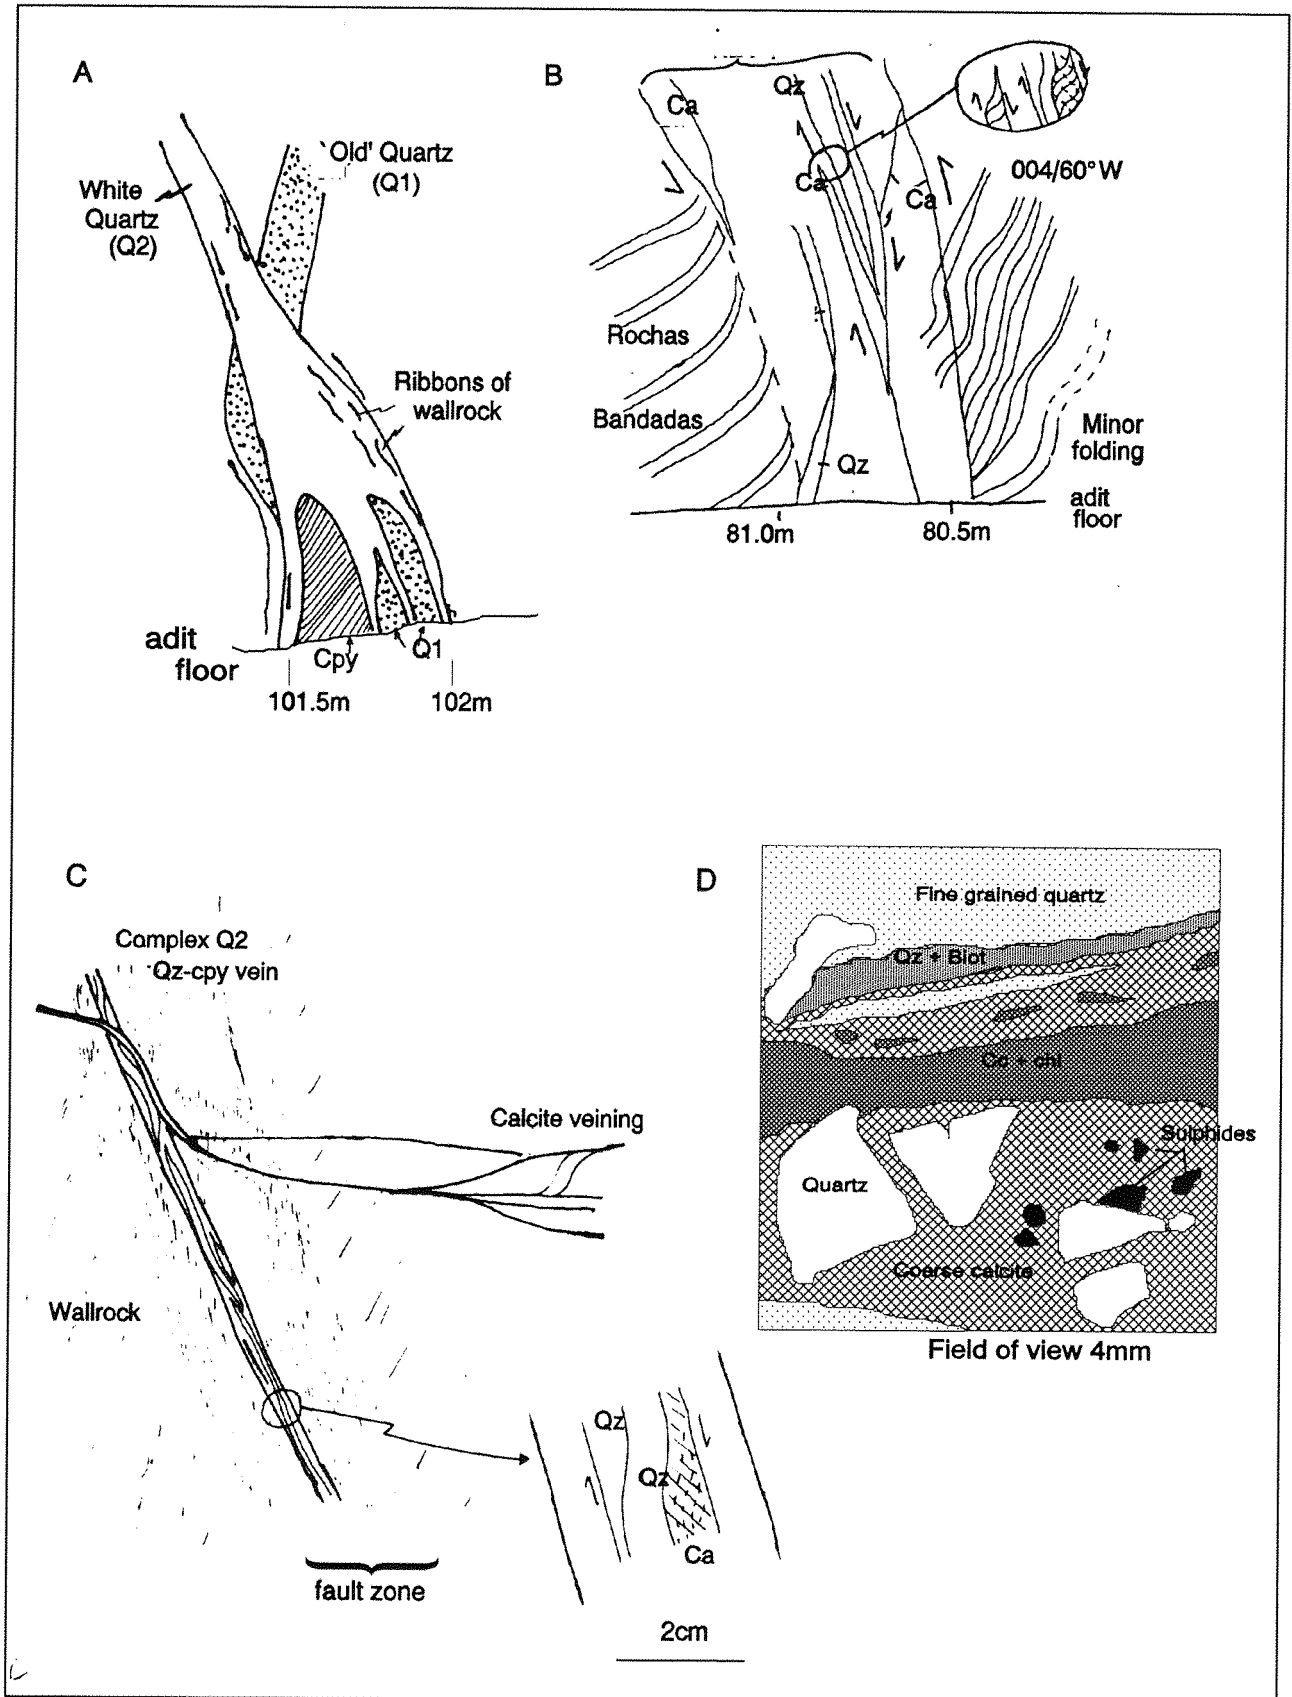 A
'Old' Quartz
(Q1)
White
Quartz
(Q2)
Ribbons of
wallrock
adit
floor
Cpy
Q1
101.5m
102m
B
Ca
Qz
Ca
Ca
004/60° W
Rochas
Bandadas
Qz
Minor
folding
adit
floor
81.0m
80.5m
C
Complex Q2
Qz-cpy vein
Calcite veining
Wallrock
fault zone
Qz
Qz
Ca
2cm
D
Fine grained quartz
Qz + Biot
Cc + chl
Sulphides
Quartz
Coarse calcite
Field of view 4mm